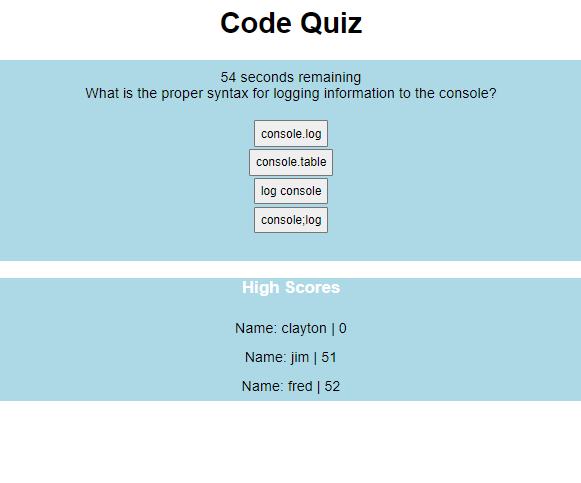 Code Quiz
54 seconds remaining
What is the proper syntax for logging information to the console?
console.log
console.table
log console
console;log
High Scores
Name: clayton | 0
Name: jim | 51
Name: fred | 52